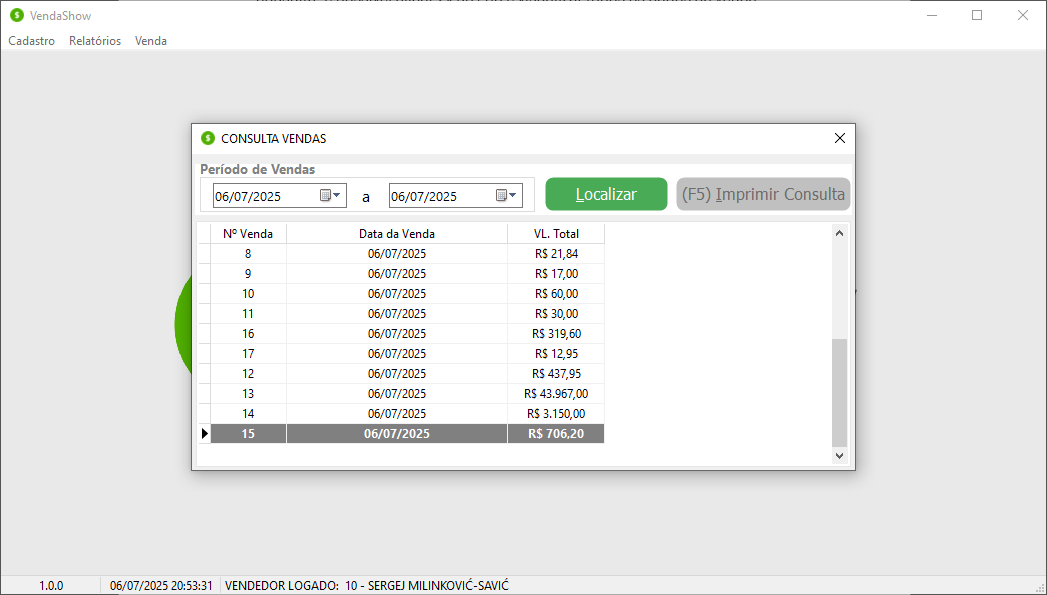 VendaShow
Cadastro Relatórios Venda
CONSULTA VENDAS
Período de Vendas
06/07/2025 a 06/07/2025 Localizar (F5) Imprimir Consulta
Nº Venda Data da Venda VL. Total
8 06/07/2025 R$ 21,84
9 06/07/2025 R$ 17,00
10 06/07/2025 R$ 60,00
11 06/07/2025 R$ 30,00
16 06/07/2025 R$ 319,60
17 06/07/2025 R$ 12,95
12 06/07/2025 R$ 437,95
13 06/07/2025 R$ 43.967,00
14 06/07/2025 R$ 3.150,00
15 06/07/2025 R$ 706,20
1.0.0 06/07/2025 20:53:31 VENDEDOR LOGADO: 10 - SERGEJ MILINKOVIĆ-SAVIĆ